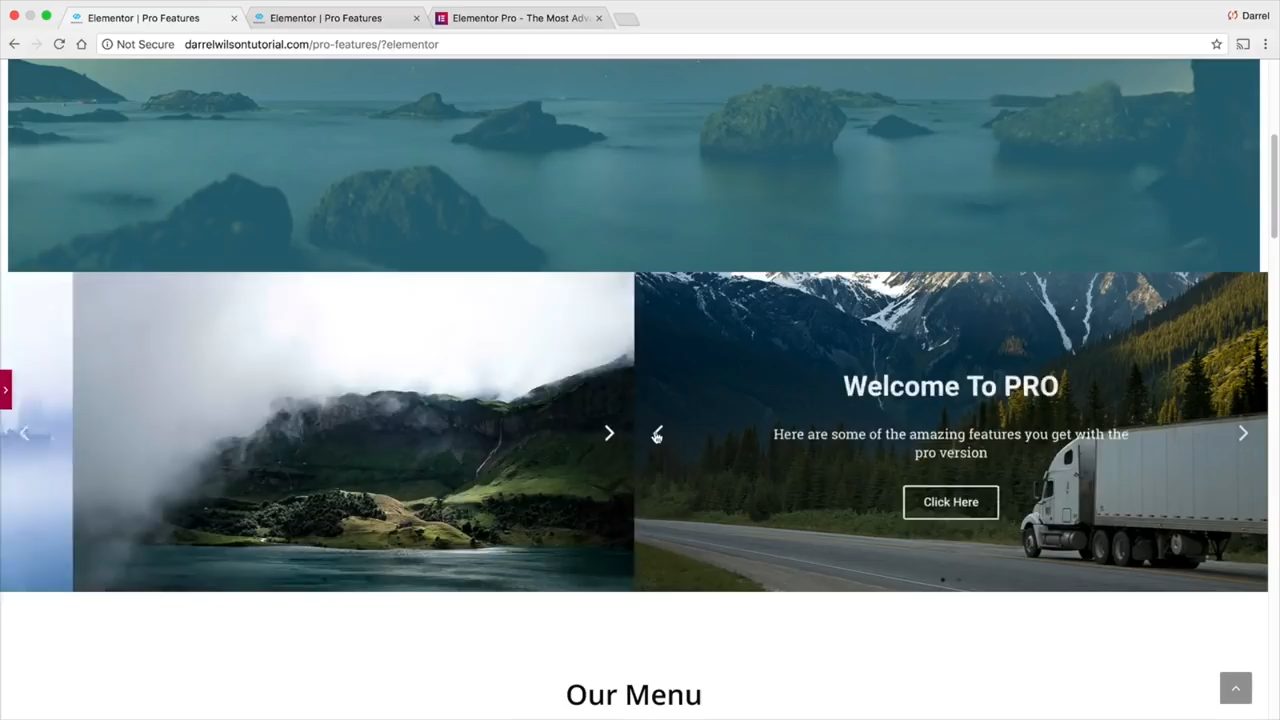 Elementor | Pro Features
Elementor | Pro Features
Elementor Pro - The Most Adv
Darrel
Not Secure
darrelwilsontutorial.com/pro-features/?elementor
Welcome To PRO
Here are some of the amazing features you get with the
pro version
Click Here
Our Menu